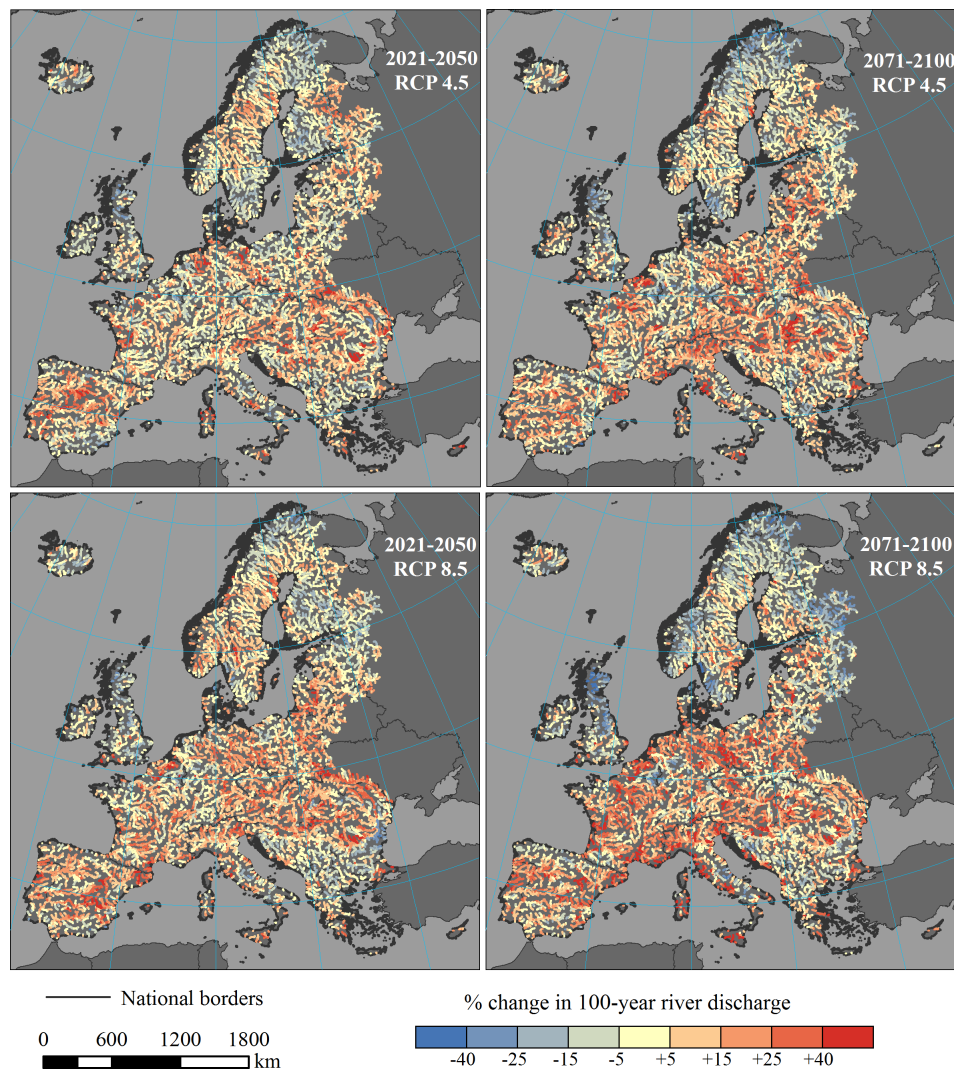 2021-2050
RCP 4.5
2071-2100
RCP 4.5
2021-2050
RCP 8.5
2071-2100
RCP 8.5
National borders
0 600 1200 1800
km
% change in 100-year river discharge
-40 -25 -15 -5 +5 +15 +25 +40